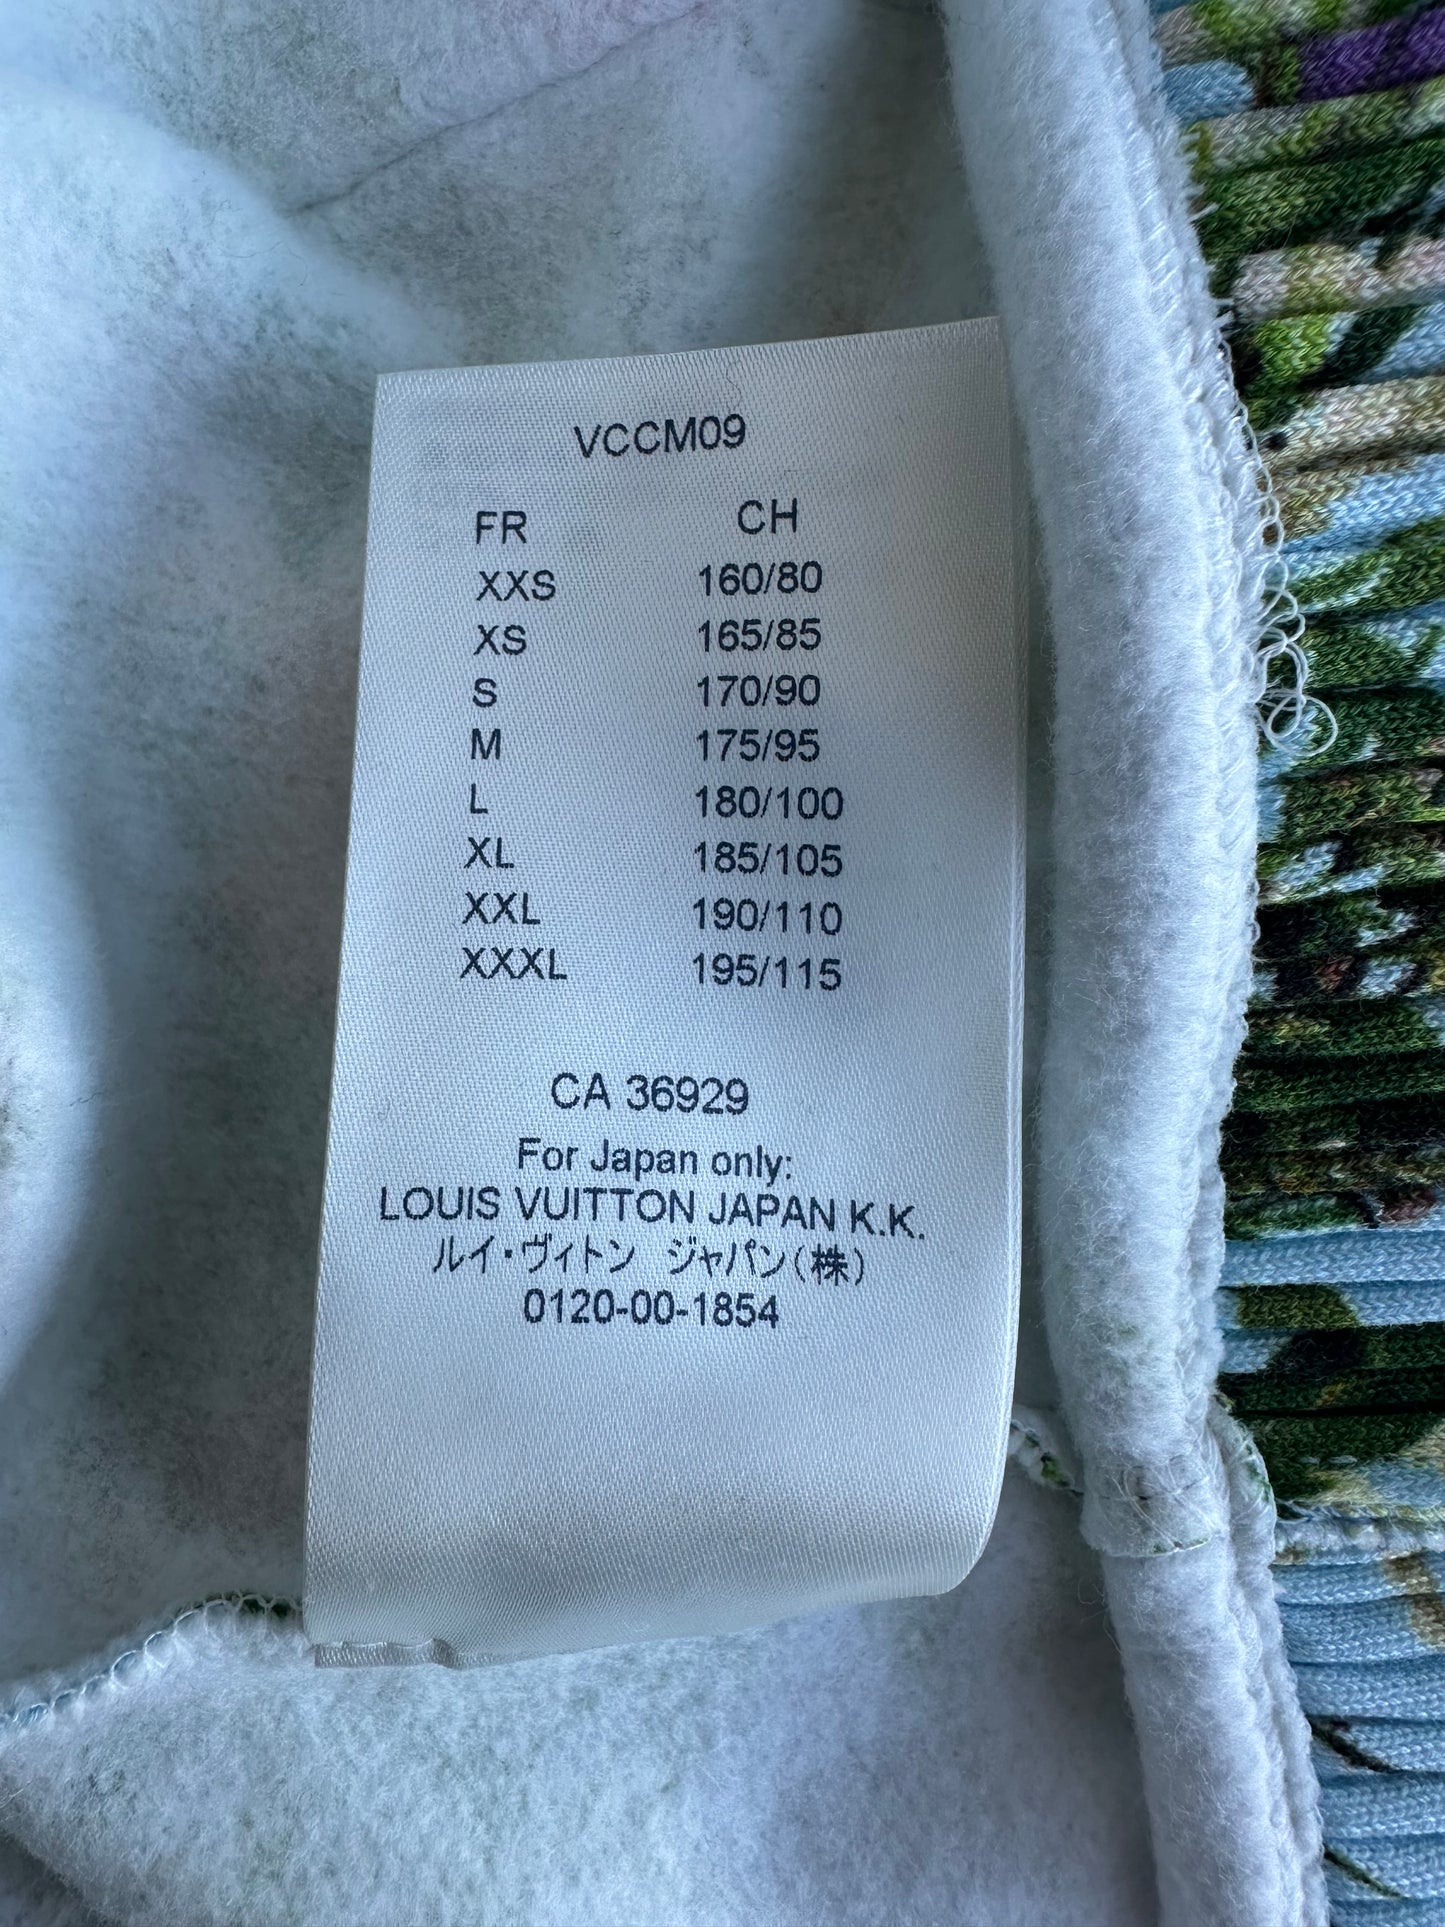 VCCM09
FR CH
XXS 160/80
XS 165/85
S 170/90
M 175/95
L 180/100
XL 185/105
XXL 190/110
XXXL 195/115
CA 36929
For Japan only:
LOUIS VUITTON JAPAN K.K.
ルイ・ヴィトン ジャパン(株)
0120-00-1854